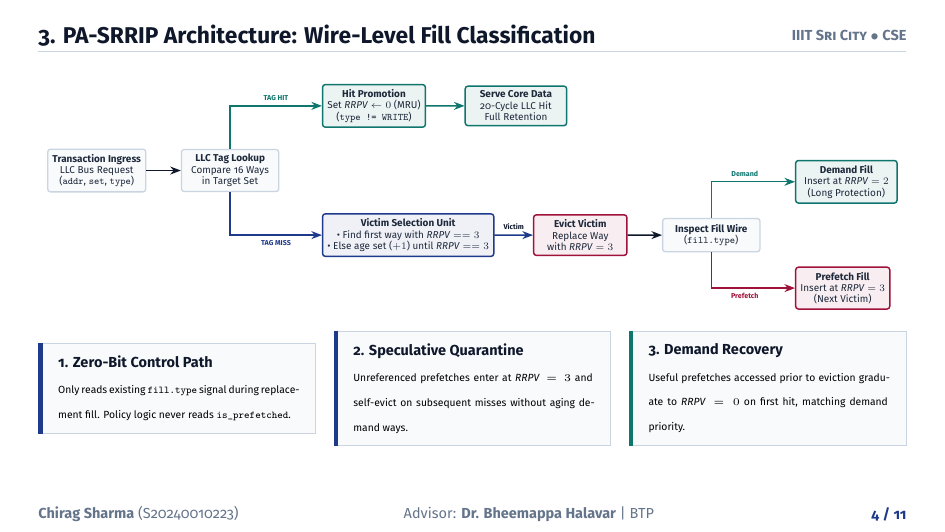 3. PA-SRRIP Architecture: Wire-Level Fill Classification
IIIT Sri City • CSE
TAG HIT
Hit Promotion
Set RRPV ← 0 (MRU)
(type != WRITE)
Serve Core Data
20-Cycle LLC Hit
Full Retention
Transaction Ingress
LLC Bus Request
(addr, set, type)
LLC Tag Lookup
Compare 16 Ways
in Target Set
TAG MISS
Victim Selection Unit
• Find first way with RRPV == 3
• Else age set (+1) until RRPV == 3
Victim
Evict Victim
Replace Way
with RRPV = 3
Inspect Fill Wire
(fill.type)
Demand
Demand Fill
Insert at RRPV = 2
(Long Protection)
Prefetch
Prefetch Fill
Insert at RRPV = 3
(Next Victim)
1. Zero-Bit Control Path
Only reads existing fill.type signal during replace-
ment fill. Policy logic never reads is_prefetched.
2. Speculative Quarantine
Unreferenced prefetches enter at RRPV = 3 and
self-evict on subsequent misses without aging de-
mand ways.
3. Demand Recovery
Useful prefetches accessed prior to eviction gradu-
ate to RRPV = 0 on first hit, matching demand
priority.
Chirag Sharma (S20240010223)
Advisor: Dr. Bheemappa Halavar | BTP
4 / 11